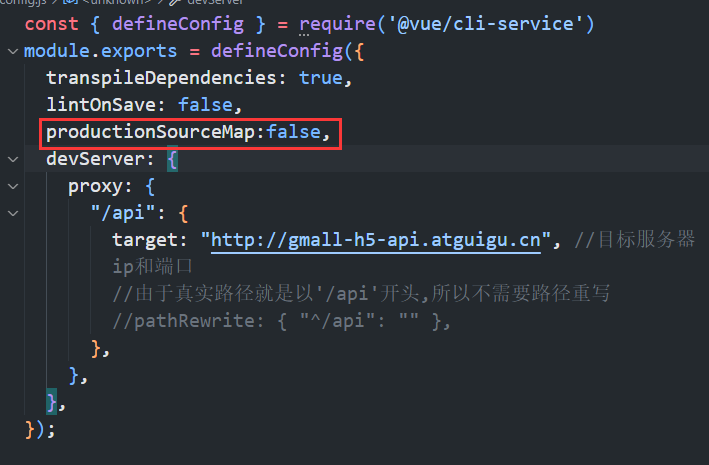 config.js > <unknown> > devServer
const { defineConfig } = require('@vue/cli-service')
module.exports = defineConfig({
transpileDependencies: true,
lintOnSave: false,
productionSourceMap:false,
devServer: {
proxy: {
"/api": {
target: "http://gmall-h5-api.atguigu.cn", //目标服务器
ip和端口
//由于真实路径就是以'/api'开头,所以不需要路径重写
//pathRewrite: { "^/api": "" },
},
},
},
});